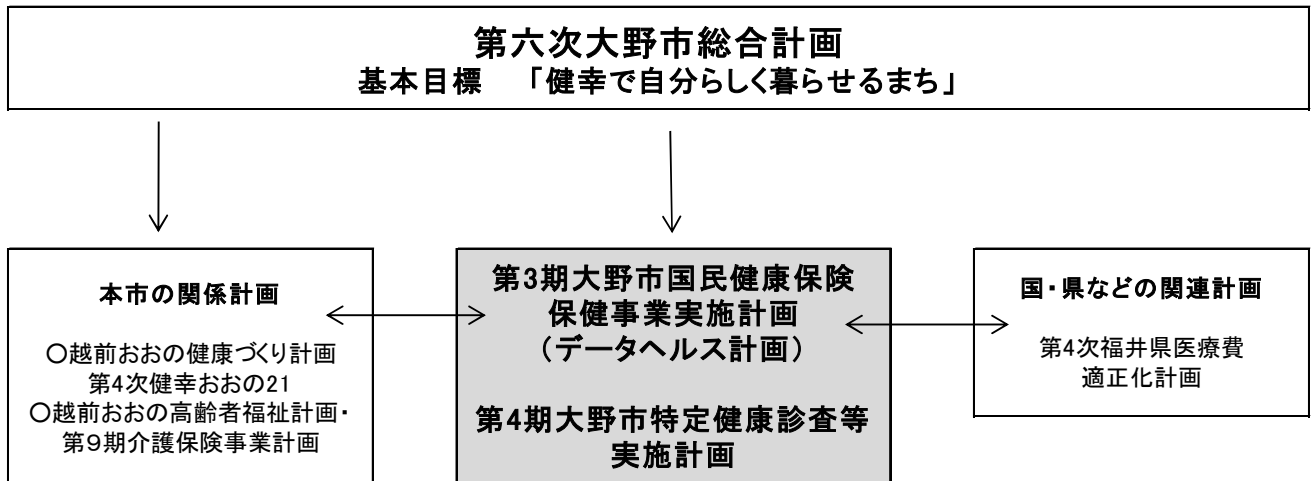 第六次大野市総合計画
基本目標　「健幸で自分らしく暮らせるまち」
本市の関係計画
〇越前おおの健康づくり計画
第4次健幸おおの21
〇越前おおの高齢者福祉計画・
第9期介護保険事業計画
第3期大野市国民健康保険
保健事業実施計画
（データヘルス計画）
第4期大野市特定健康診査等
実施計画
国・県などの関連計画
第4次福井県医療費
適正化計画